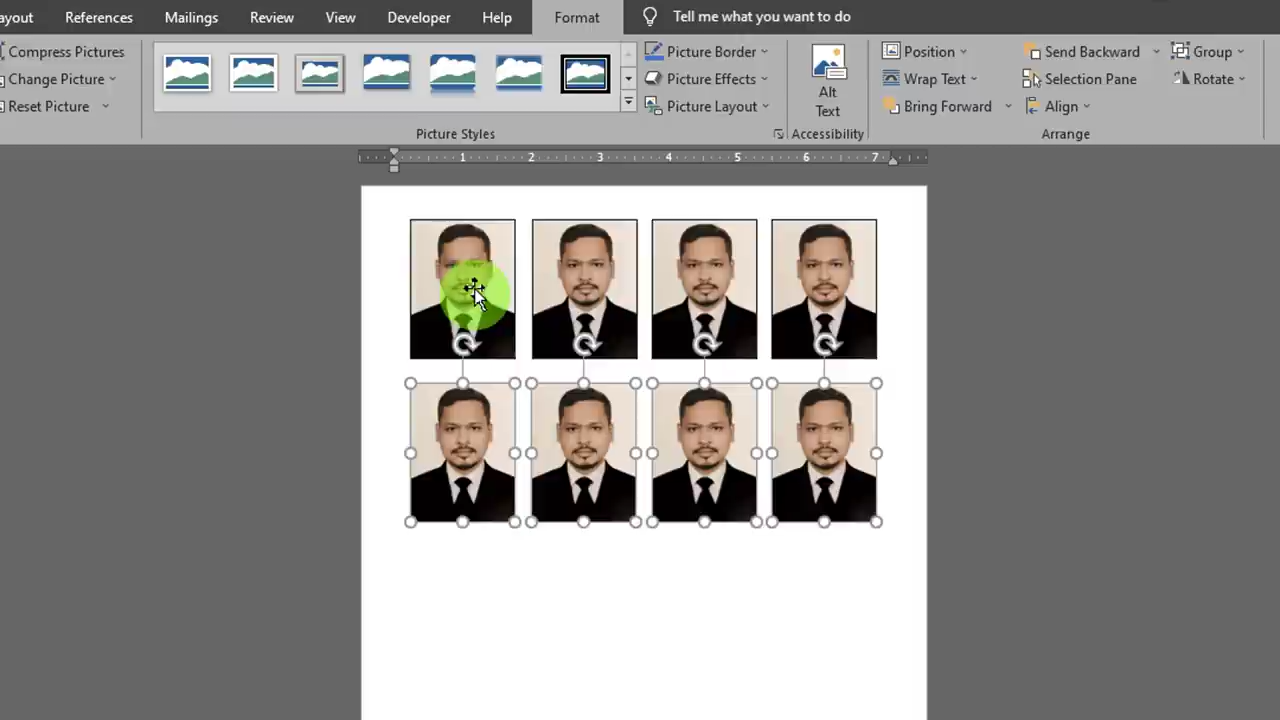 ayout References Mailings Review View Developer Help Format Tell me what you want to do
Compress Pictures
Change Picture
Reset Picture
Picture Styles
Picture Border
Picture Effects
Picture Layout
Alt
Text
Accessibility
Position
Wrap Text
Bring Forward
Send Backward
Selection Pane
Align
Group
Rotate
Arrange
1 2 3 4 5 6 7